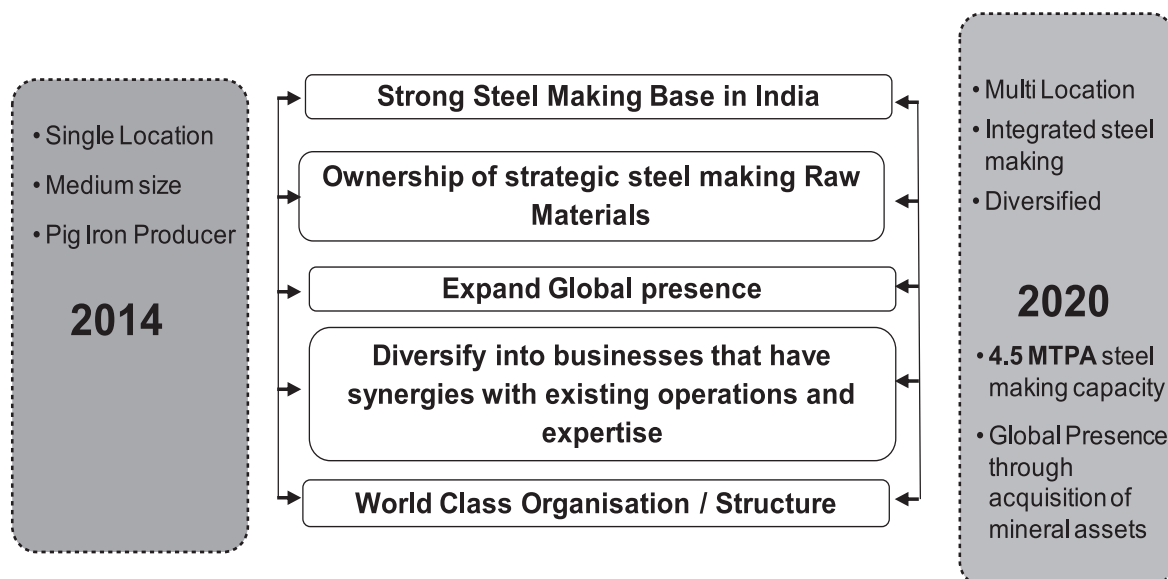 • Single Location
• Medium size
• Pig Iron Producer
2014
Strong Steel Making Base in India
Ownership of strategic steel making Raw
Materials
Expand Global presence
Diversify into businesses that have
synergies with existing operations and
expertise
World Class Organisation / Structure
• Multi Location
• Integrated steel
making
• Diversified
2020
• 4.5 MTPA steel
making capacity
• Global Presence
through
acquisition of
mineral assets